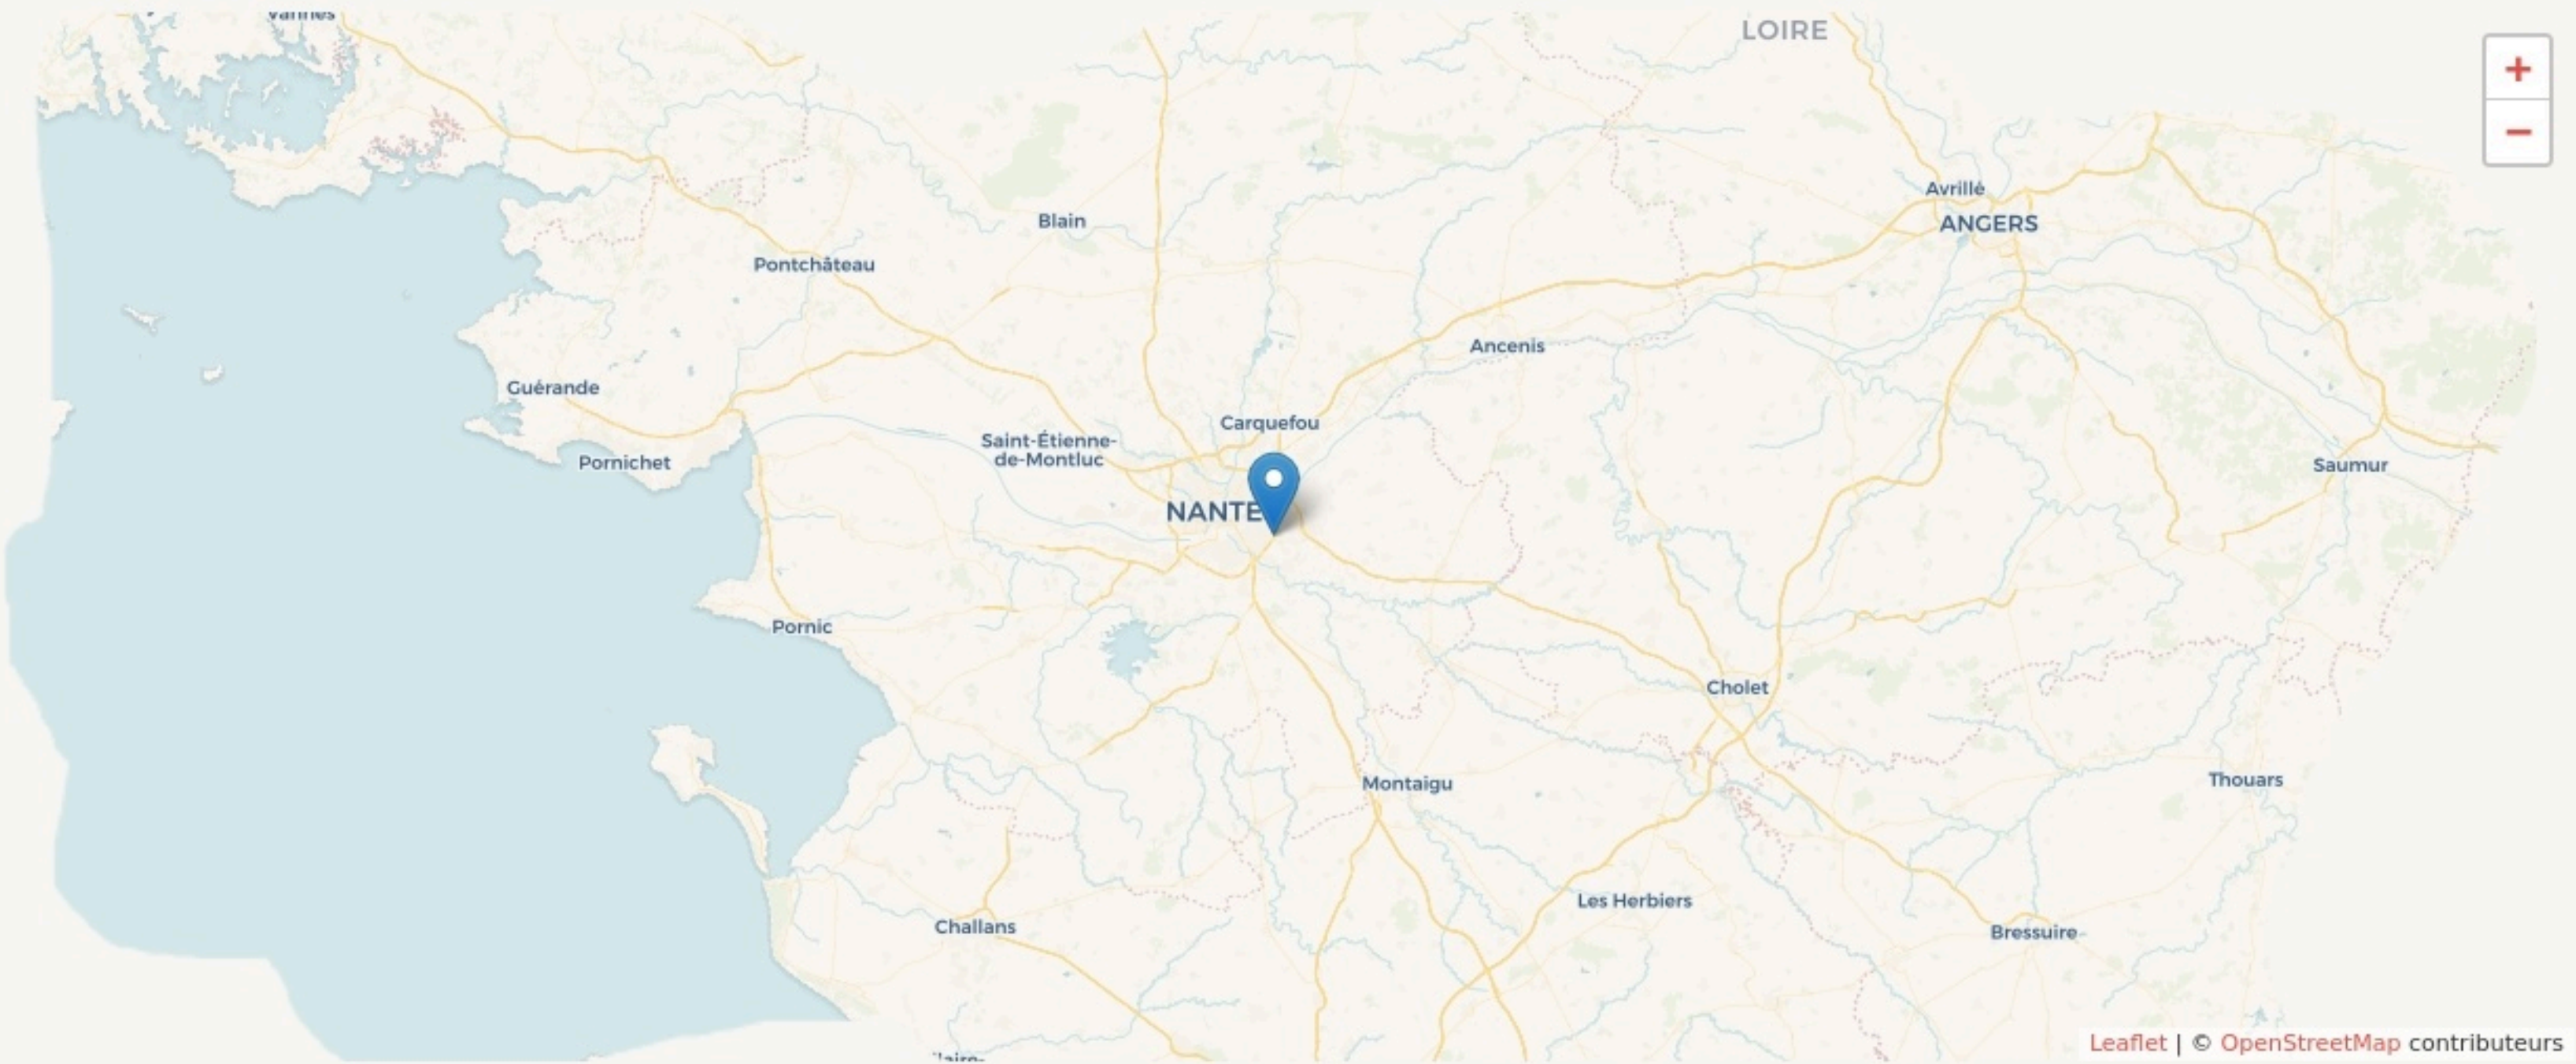 Vannes
LOIRE
+
−
Avrillé
ANGERS
Blain
Pontchâteau
Ancenis
Guérande
Carquefou
Saint-Étienne-
de-Montluc
Pornichet
Saumur
NANTE
Pornic
Cholet
Montaigu
Thouars
Les Herbiers
Challans
Bressuire
Leaflet | © OpenStreetMap contributeurs